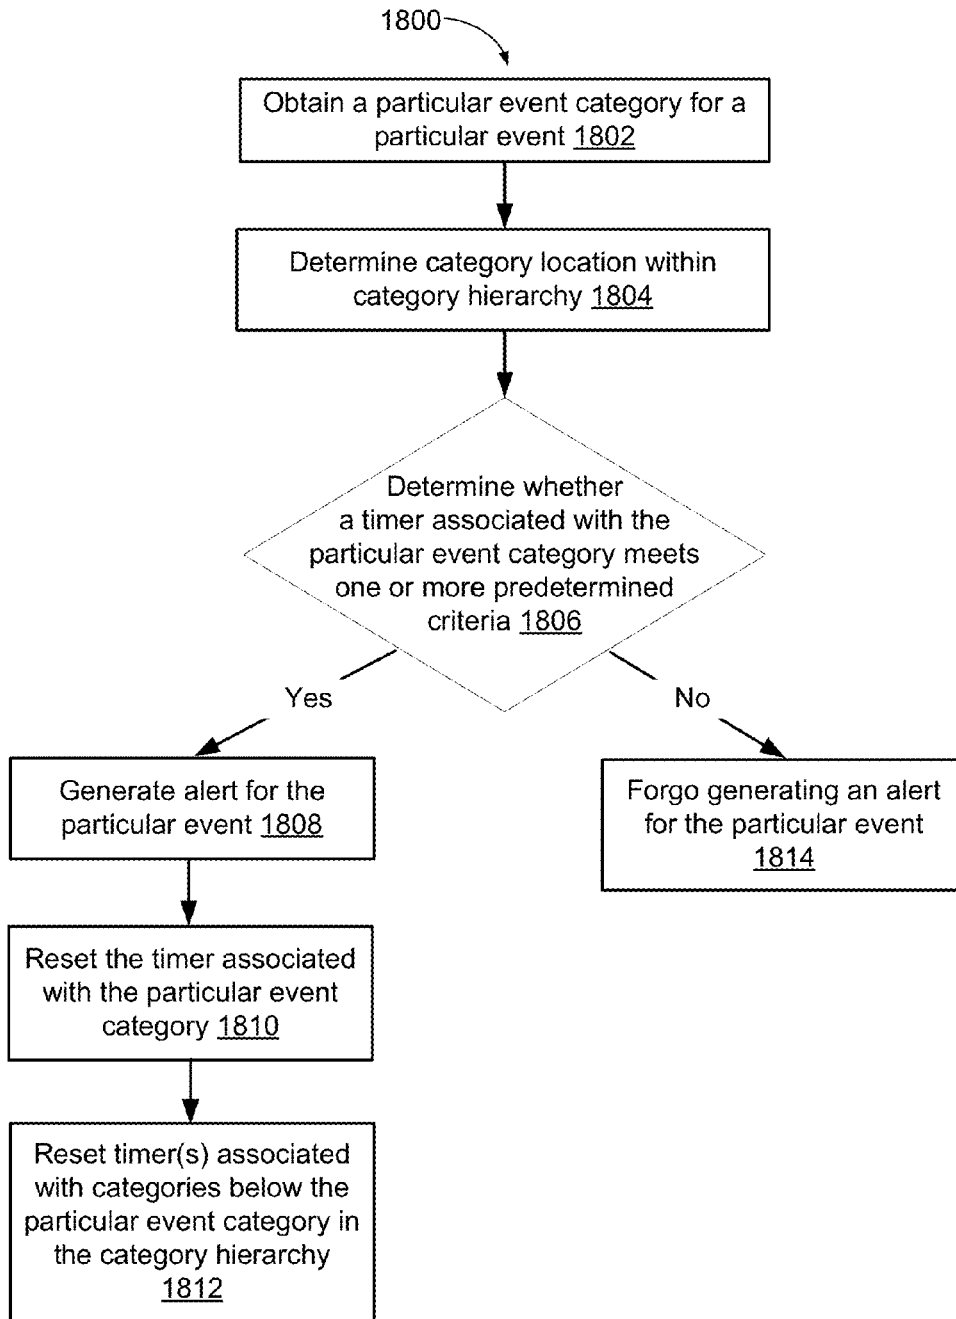 1800
Obtain a particular event category for a
particular event 1802
Determine category location within
category hierarchy 1804
Determine whether
a timer associated with the
particular event category meets
one or more predetermined
criteria 1806
Yes
No
Generate alert for the
particular event 1808
Forgo generating an alert
for the particular event
1814
Reset the timer associated
with the particular event
category 1810
Reset timer(s) associated
with categories below the
particular event category in
the category hierarchy
1812